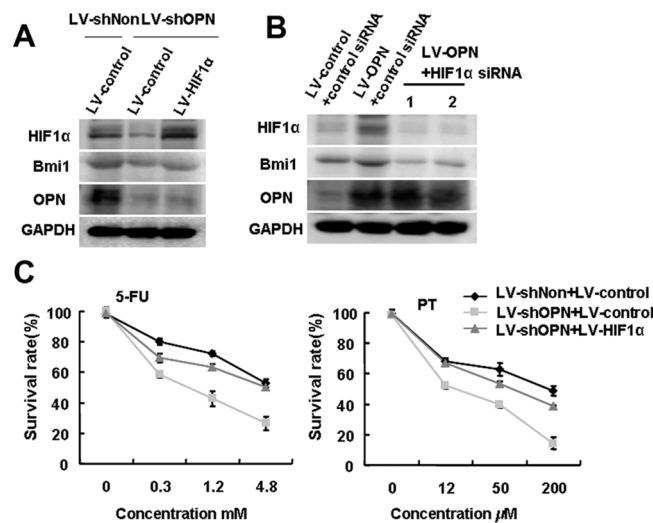 A
LV-shNon LV-shOPN
LV-control
LV-control
LV-HIF1α
HIF1α
Bmi1
OPN
GAPDH
B
LV-control
+control siRNA
LV-OPN
+control siRNA
LV-OPN
+HIF1α siRNA
1 2
HIF1α
Bmi1
OPN
GAPDH
C
5-FU
Survival rate(%)
100
80
60
40
20
0
0 0.3 1.2 4.8
Concentration mM
PT
Survival rate(%)
100
80
60
40
20
0
0 12 50 200
Concentration μM
LV-shNon+LV-control
LV-shOPN+LV-control
LV-shOPN+LV-HIF1α